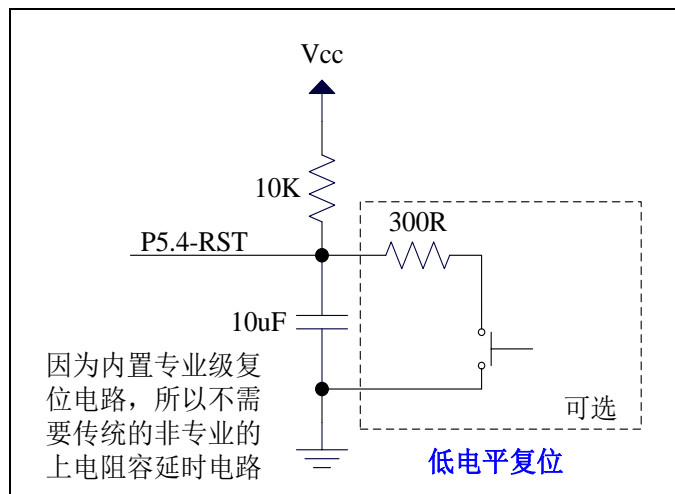 Vcc
10K
300R
P5.4-RST
10uF
因为内置专业级复
位电路，所以不需
要传统的非专业的
上电阻容延时电路
可选
低电平复位